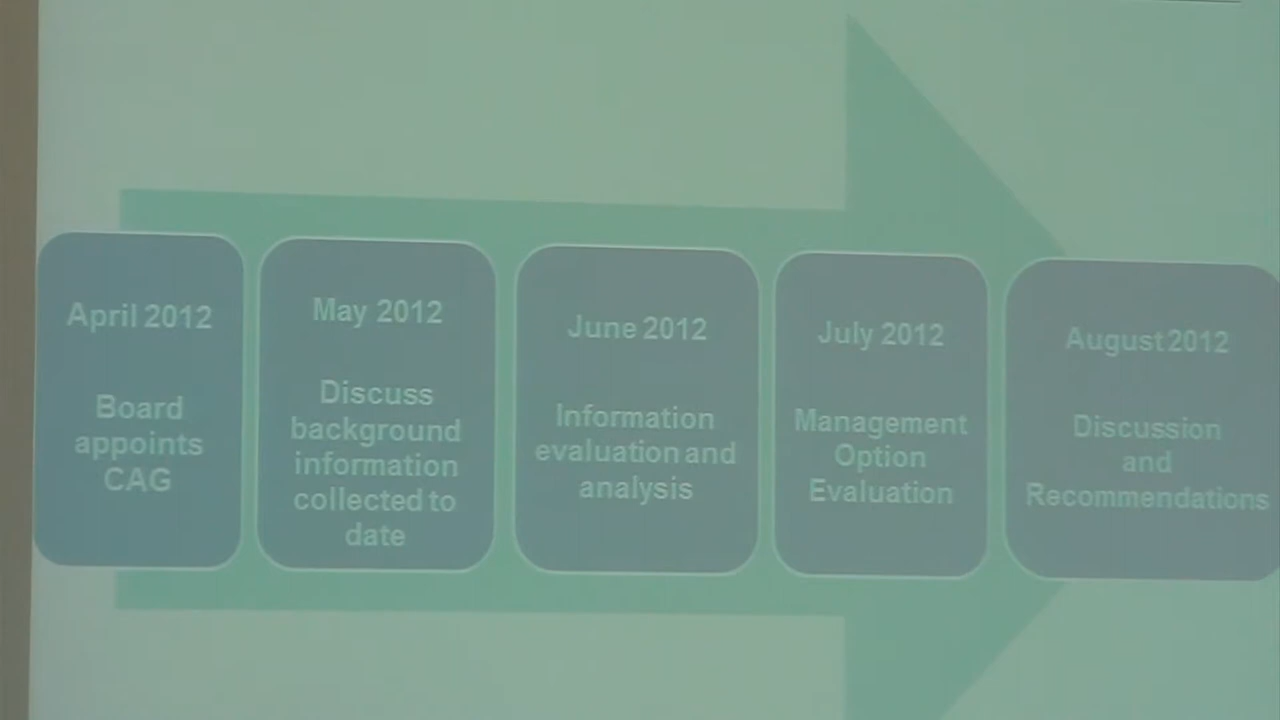 April 2012
Board
appoints
CAG
May 2012
Discuss
background
information
collected to
date
June 2012
Information
evaluation and
analysis
July 2012
Management
Option
Evaluation
August 2012
Discussion
and
Recommendations